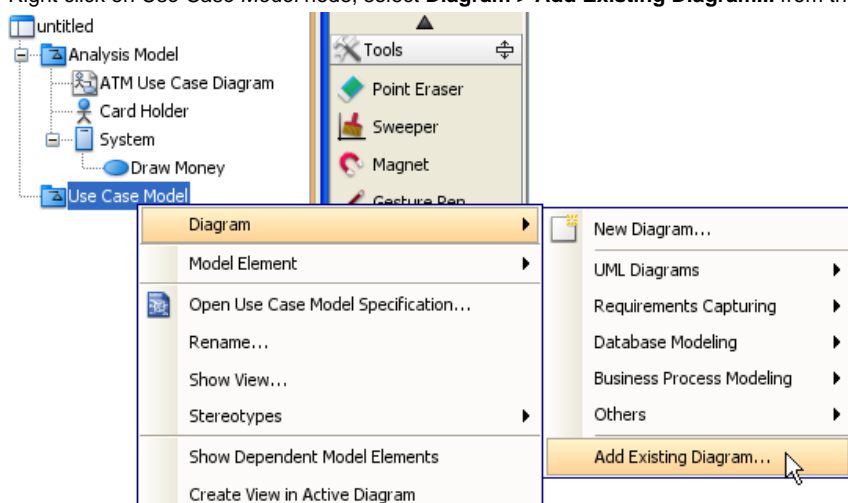 Right click on Use Case Model node, select Diagram > Add Existing Diagram... from th
untitled
Analysis Model
ATM Use Case Diagram
Card Holder
System
Draw Money
Use Case Model
Tools
Point Eraser
Sweeper
Magnet
Gesture Pen
Diagram
Model Element
Open Use Case Model Specification...
Rename...
Show View...
Stereotypes
Show Dependent Model Elements
Create View in Active Diagram
New Diagram...
UML Diagrams
Requirements Capturing
Database Modeling
Business Process Modeling
Others
Add Existing Diagram...